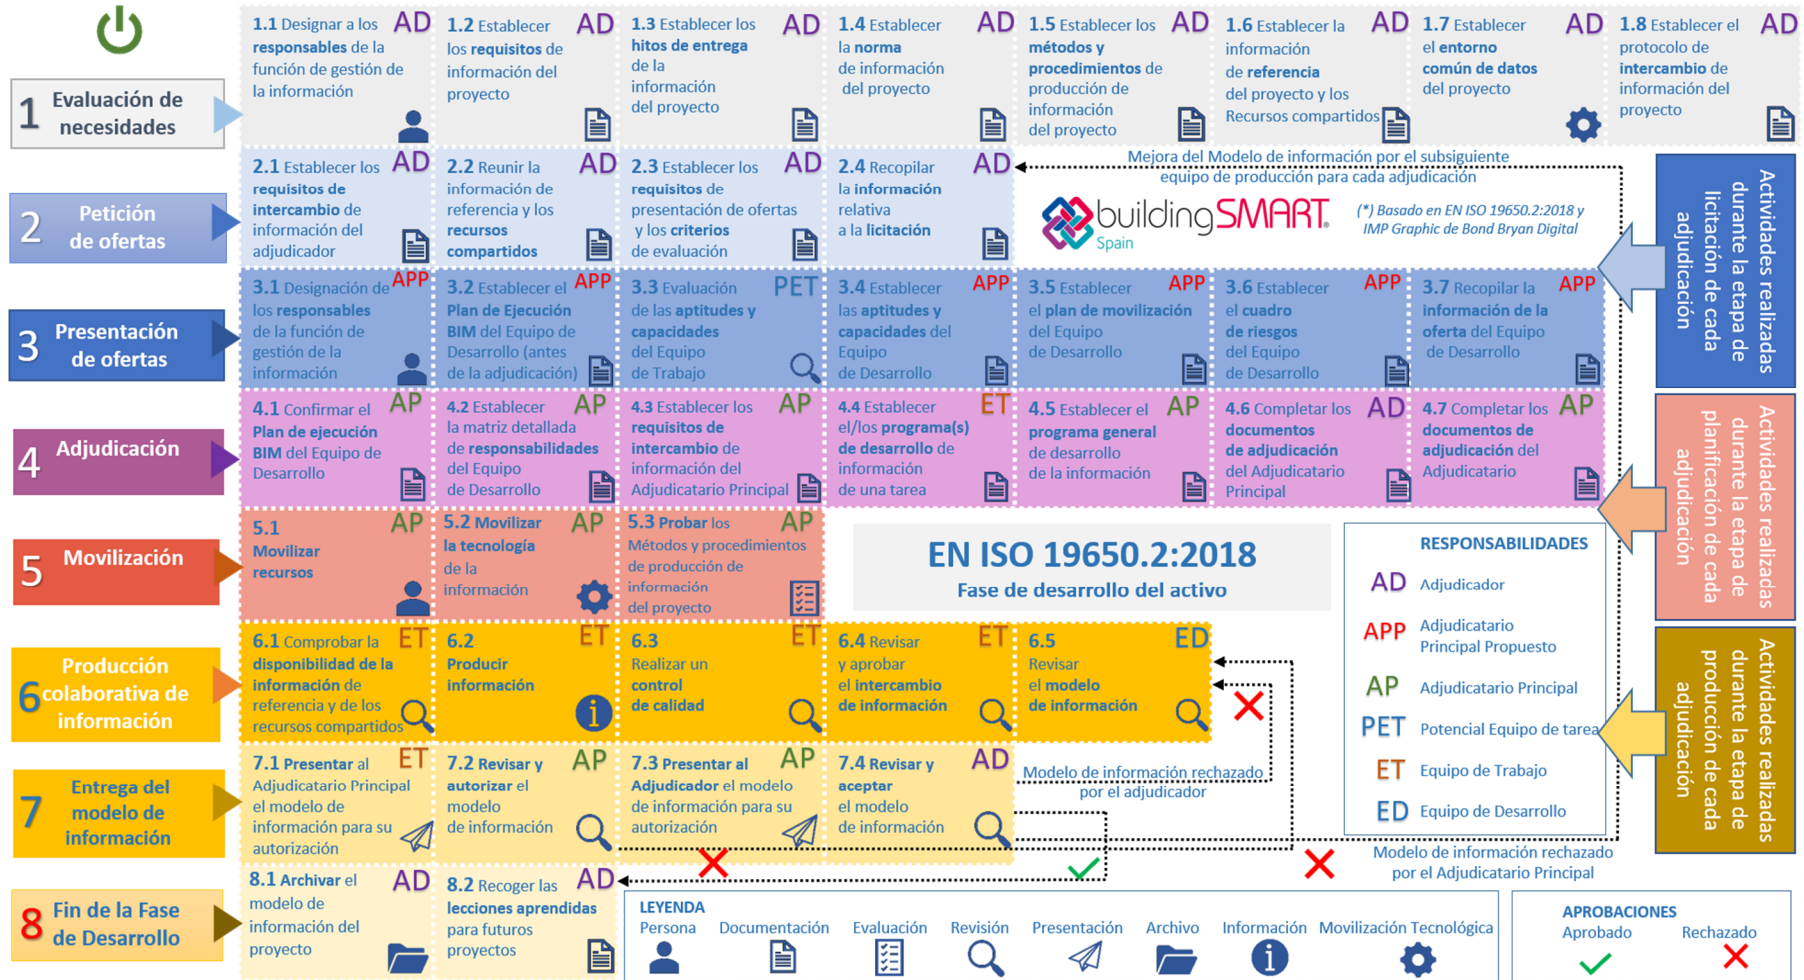 1 Evaluación de
necesidades
1.1 Designar a los AD
responsables de la
función de gestión de
la información
1.2 Establecer AD
los requisitos de
información del
proyecto
1.3 Establecer los AD
hitos de entrega
de la
información
del proyecto
1.4 Establecer AD
la norma
de información
del proyecto
1.5 Establecer los AD
métodos y
procedimientos de
producción de
información
del proyecto
1.6 Establecer la AD
información
de referencia
del proyecto y los
Recursos compartidos
1.7 Establecer AD
el entorno
común de datos
del proyecto
1.8 Establecer el AD
protocolo de
intercambio de
información del
proyecto
2 Petición
de ofertas
2.1 Establecer los AD
requisitos de
intercambio de
información del
adjudicador
2.2 Reunir la AD
información de
referencia y los
recursos
compartidos
2.3 Establecer los AD
requisitos de
presentación de ofertas
y los criterios
de evaluación
2.4 Recopilar AD
la información
relativa
a la licitación
Mejora del Modelo de información por el subsiguiente
equipo de producción para cada adjudicación
buildingSMART®
Spain
(*) Basado en EN ISO 19650.2:2018 y
IMP Graphic de Bond Bryan Digital
Actividades realizadas
durante la etapa de
licitación de cada
adjudicación
3 Presentación
de ofertas
3.1 Designación de APP
los responsables
de la función de
gestión de la
información
3.2 Establecer el APP
Plan de Ejecución
BIM del Equipo de
Desarrollo (antes
de la adjudicación)
3.3 Evaluación PET
de las aptitudes y
capacidades
del Equipo
de Trabajo
3.4 Establecer APP
las aptitudes y
capacidades del
Equipo
de Desarrollo
3.5 Establecer APP
el plan de movilización
del Equipo
de Desarrollo
3.6 Establecer APP
el cuadro
de riesgos
del Equipo
de Desarrollo
3.7 Recopilar la APP
información de la
oferta del Equipo
de Desarrollo
4 Adjudicación
4.1 Confirmar el AP
Plan de ejecución
BIM del Equipo de
Desarrollo
4.2 Establecer AP
la matriz detallada
de responsabilidades
del Equipo
de Desarrollo
4.3 Establecer los AP
requisitos de
intercambio de
información del
Adjudicatario Principal
4.4 Establecer ET
el/los programa(s)
de desarrollo de
información
de una tarea
4.5 Establecer el AP
programa general
de desarrollo
de la información
4.6 Completar los AD
documentos
de adjudicación
del Adjudicatario
Principal
4.7 Completar los AP
documentos de
adjudicación del
Adjudicatario
Actividades realizadas
durante la etapa de
planificación de cada
adjudicación
5 Movilización
5.1 AP
Movilizar
recursos
5.2 Movilizar AP
la tecnología
de la
información
5.3 Probar los AP
Métodos y procedimientos
de producción de
información
del proyecto
EN ISO 19650.2:2018
Fase de desarrollo del activo
RESPONSABILIDADES
AD Adjudicador
APP Adjudicatario
Principal Propuesto
AP Adjudicatario Principal
PET Potencial Equipo de tarea
ET Equipo de Trabajo
ED Equipo de Desarrollo
6 Producción
colaborativa de
información
6.1 Comprobar la ET
disponibilidad de la
información de
referencia y de los
recursos compartidos
6.2 ET
Producir
información
6.3 ET
Realizar un
control
de calidad
6.4 Revisar ET
y aprobar
el intercambio
de información
6.5 ED
Revisar
el modelo
de información
Actividades realizadas
durante la etapa de
producción de cada
adjudicación
7 Entrega del
modelo de
información
7.1 Presentar al ET
Adjudicatario Principal
el modelo de
información para su
autorización
7.2 Revisar y AP
autorizar el
modelo
de información
7.3 Presentar al AP
Adjudicador el modelo
de información para su
autorización
7.4 Revisar y AD
aceptar
el modelo
de información
Modelo de información rechazado
por el adjudicador
Modelo de información rechazado
por el Adjudicatario Principal
8 Fin de la Fase
de Desarrollo
8.1 Archivar el AD
modelo de
información del
proyecto
8.2 Recoger las AD
lecciones aprendidas
para futuros
proyectos
LEYENDA
Persona Documentación Evaluación Revisión Presentación Archivo Información Movilización Tecnológica
APROBACIONES
Aprobado Rechazado